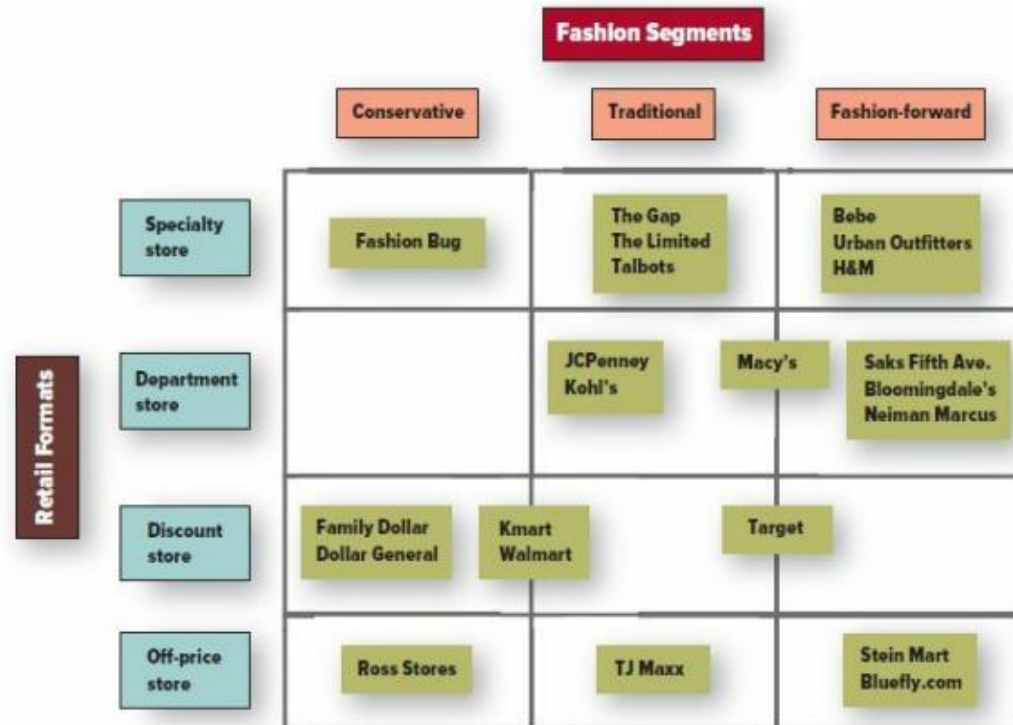 Fashion Segments
Conservative
Traditional
Fashion-forward
Retail Formats
Specialty
store
Fashion Bug
The Gap
The Limited
Talbots
Bebe
Urban Outfitters
H&M
Department
store
JCPenney
Kohl's
Macy's
Saks Fifth Ave.
Bloomingdale's
Neiman Marcus
Discount
store
Family Dollar
Dollar General
Kmart
Walmart
Target
Off-price
store
Ross Stores
TJ Maxx
Stein Mart
Bluefly.com